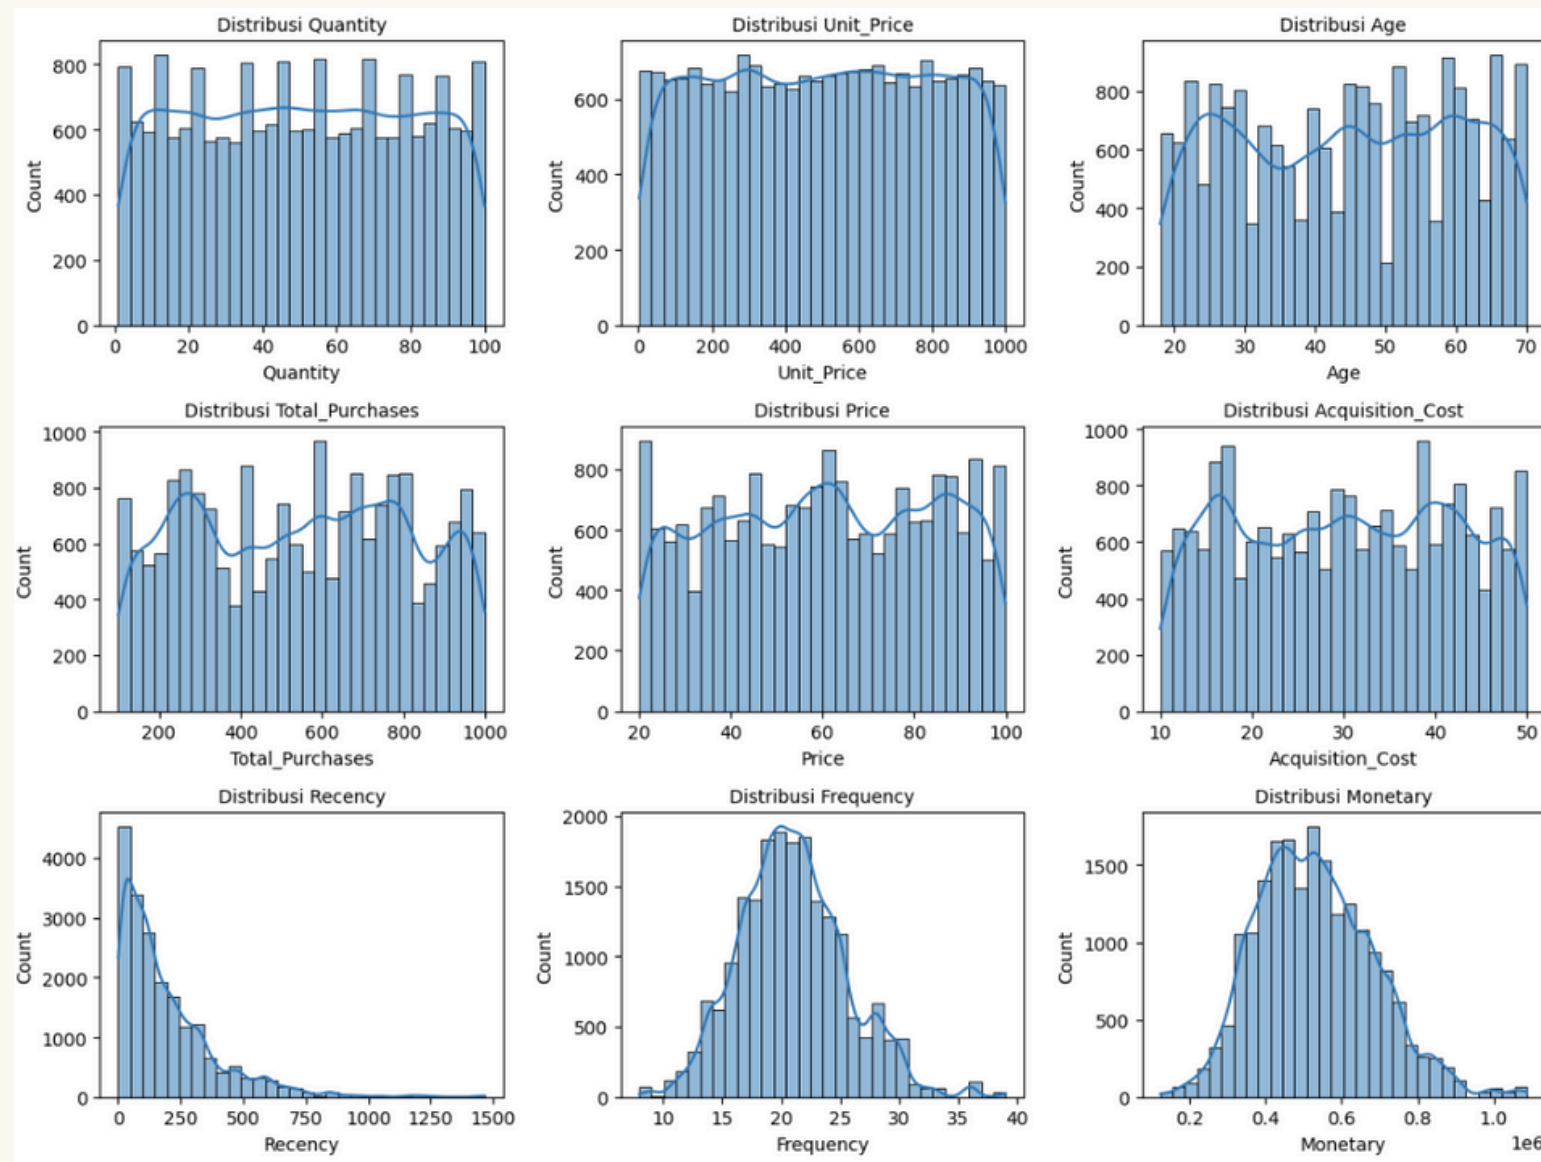 Distribusi Quantity
Count
800
600
400
200
0
0 20 40 60 80 100
Quantity
Distribusi Unit_Price
Count
600
400
200
0
0 200 400 600 800 1000
Unit_Price
Distribusi Age
Count
800
600
400
200
0
20 30 40 50 60 70
Age
Distribusi Total_Purchases
Count
1000
800
600
400
200
0
200 400 600 800 1000
Total_Purchases
Distribusi Price
Count
800
600
400
200
0
20 40 60 80 100
Price
Distribusi Acquisition_Cost
Count
1000
800
600
400
200
0
10 20 30 40 50
Acquisition_Cost
Distribusi Recency
Count
4000
3000
2000
1000
0
0 250 500 750 1000 1250 1500
Recency
Distribusi Frequency
Count
2000
1500
1000
500
0
10 15 20 25 30 35 40
Frequency
Distribusi Monetary
Count
1500
1000
500
0
0.2 0.4 0.6 0.8 1.0
1e6
Monetary